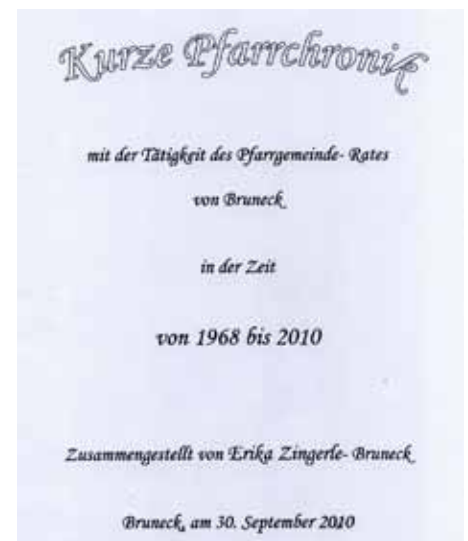 Kurze Pfarrchronik
mit der Tätigkeit des Pfarrgemeinde- Rates
von Bruneck
in der Zeit
von 1968 bis 2010
Zusammengestellt von Erika Zingerle- Bruneck
Bruneck, am 30. September 2010